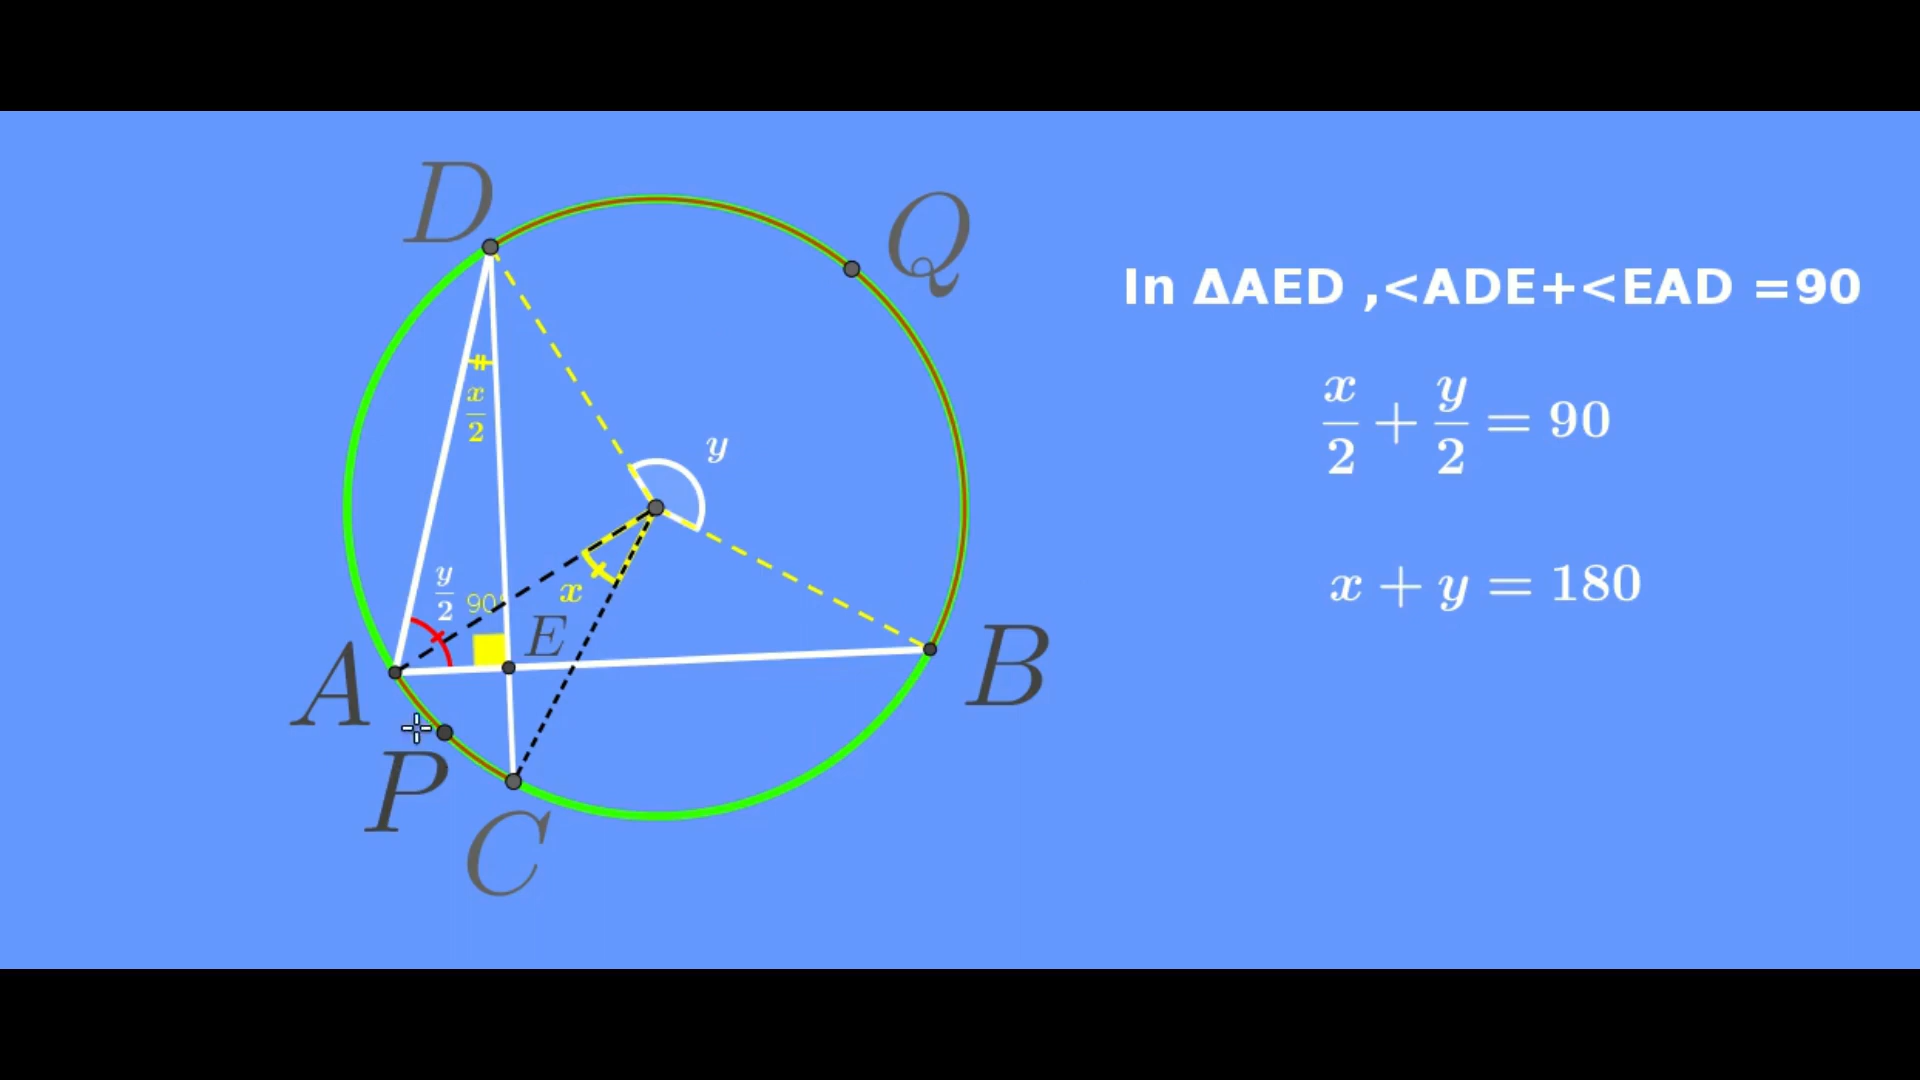 D
Q
In ΔAED ,<ADE+<EAD =90
x/2
x/2 + y/2 = 90
y
y/2
90°
x
x + y = 180
E
A
B
P
C